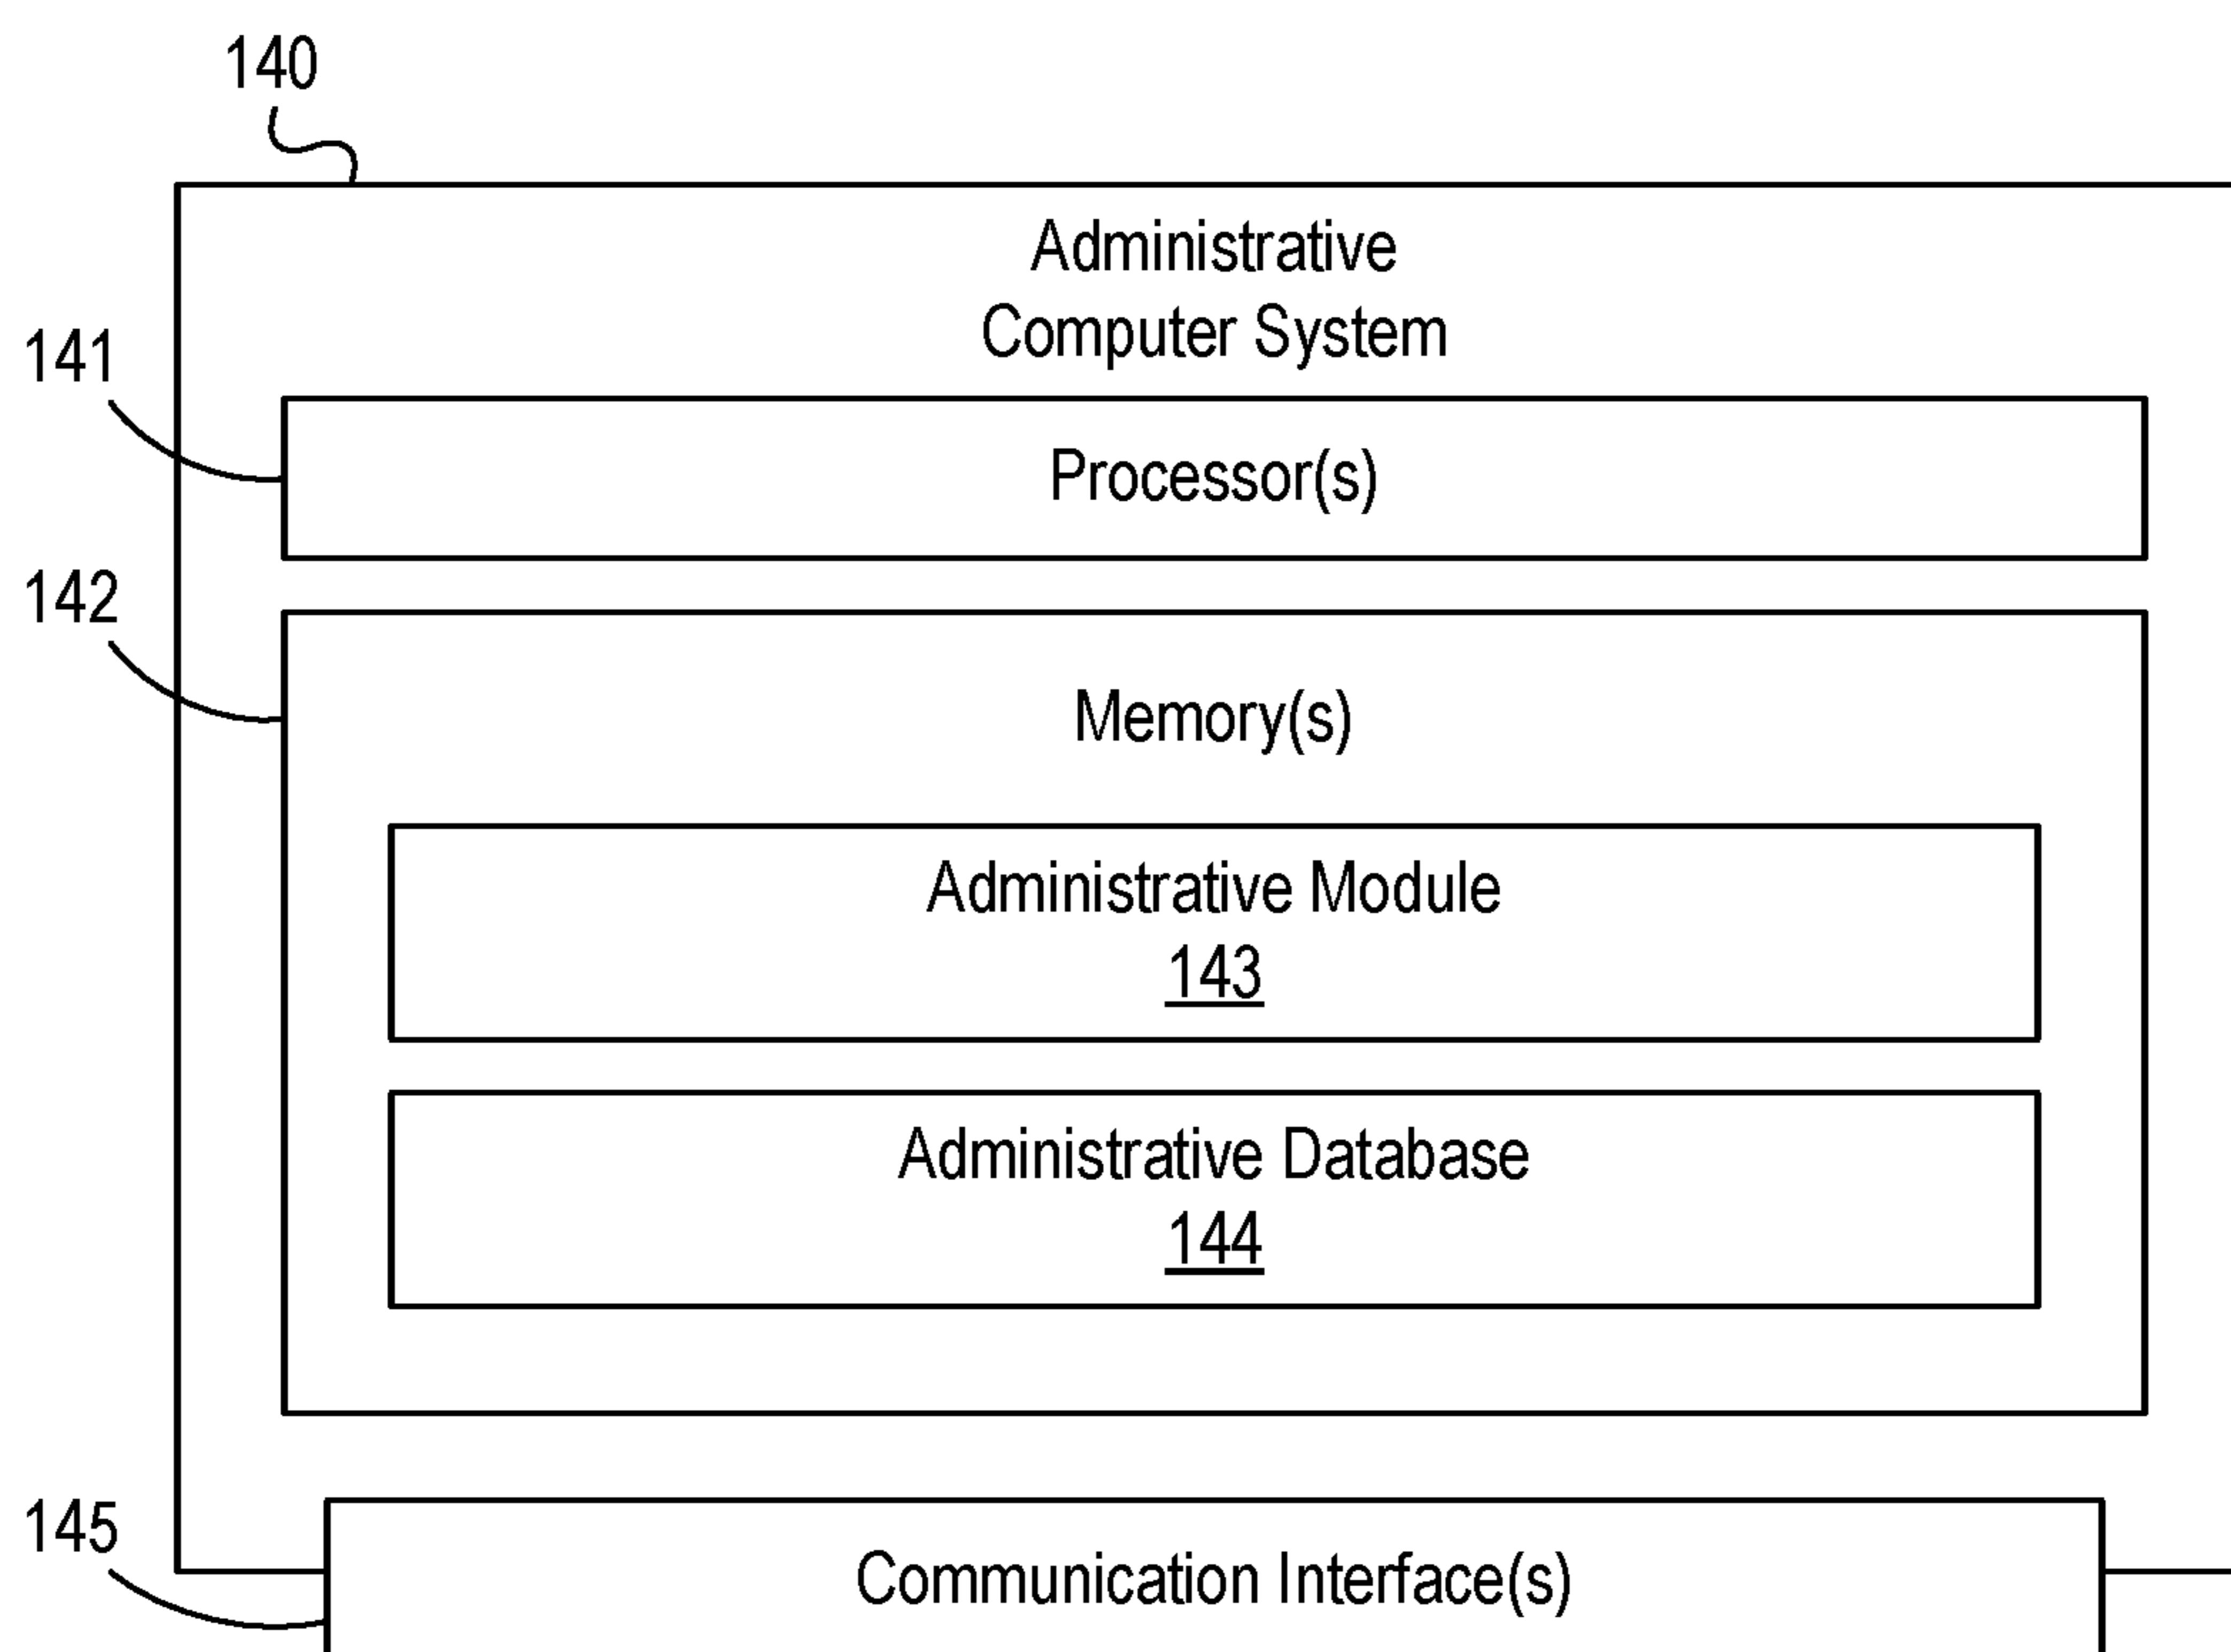 140
Administrative
Computer System
141
Processor(s)
142
Memory(s)
Administrative Module
143
Administrative Database
144
145
Communication Interface(s)